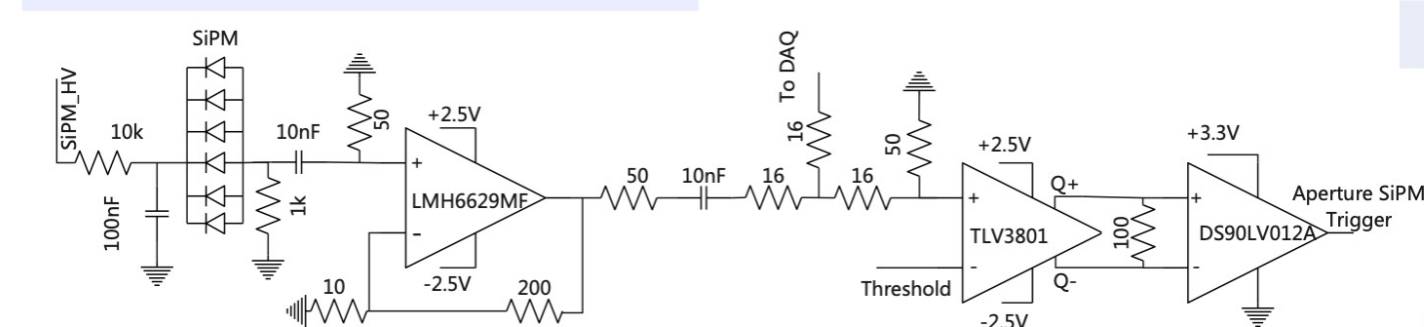 SiPM
SiPM_HV
10k
100nF
10nF
1k
50
+2.5V
+
LMH6629MF
-
-2.5V
10
200
50
10nF
16
To DAQ
16
16
50
+2.5V
+
TLV3801
-
Threshold
-2.5V
Q+
100
Q-
+3.3V
+
DS90LV012A
-
Aperture SiPM
Trigger